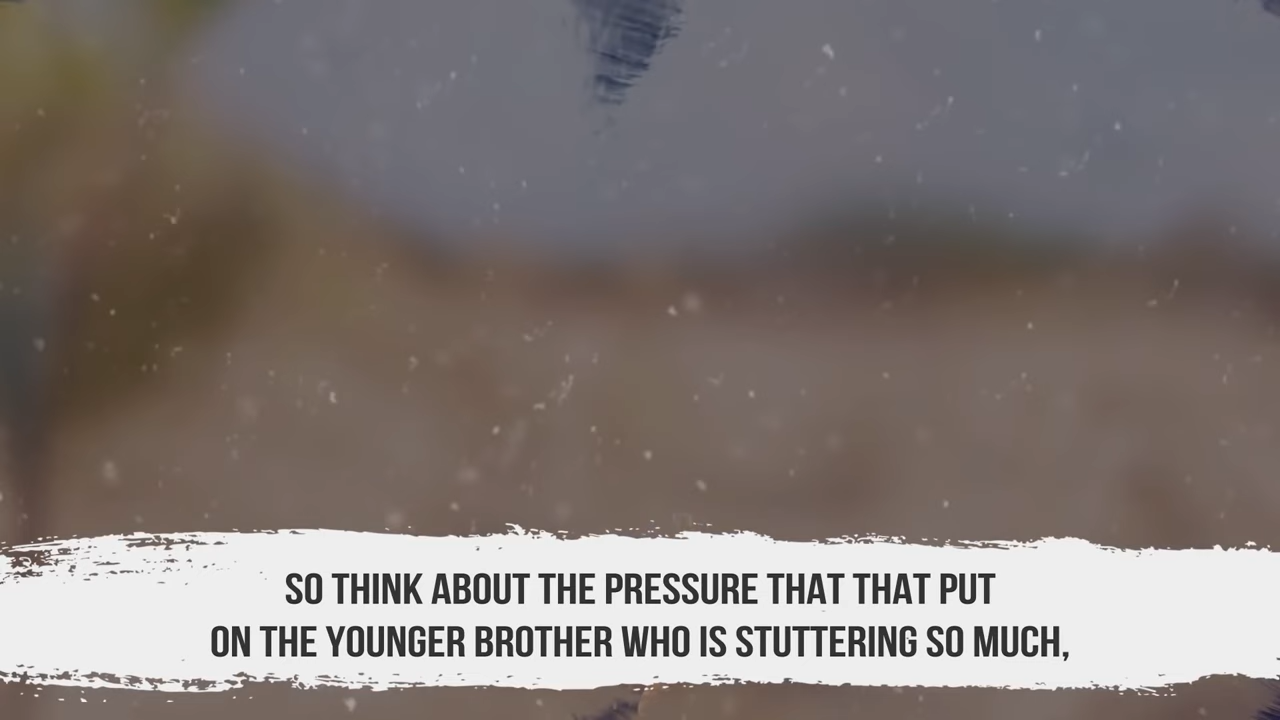 SO THINK ABOUT THE PRESSURE THAT THAT PUT
ON THE YOUNGER BROTHER WHO IS STUTTERING SO MUCH,